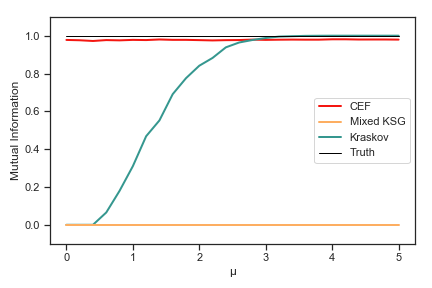 1.0
0.8
0.6
0.4
0.2
0.0
Mutual Information
CEF
Mixed KSG
Kraskov
Truth
0 1 2 3 4 5
μ